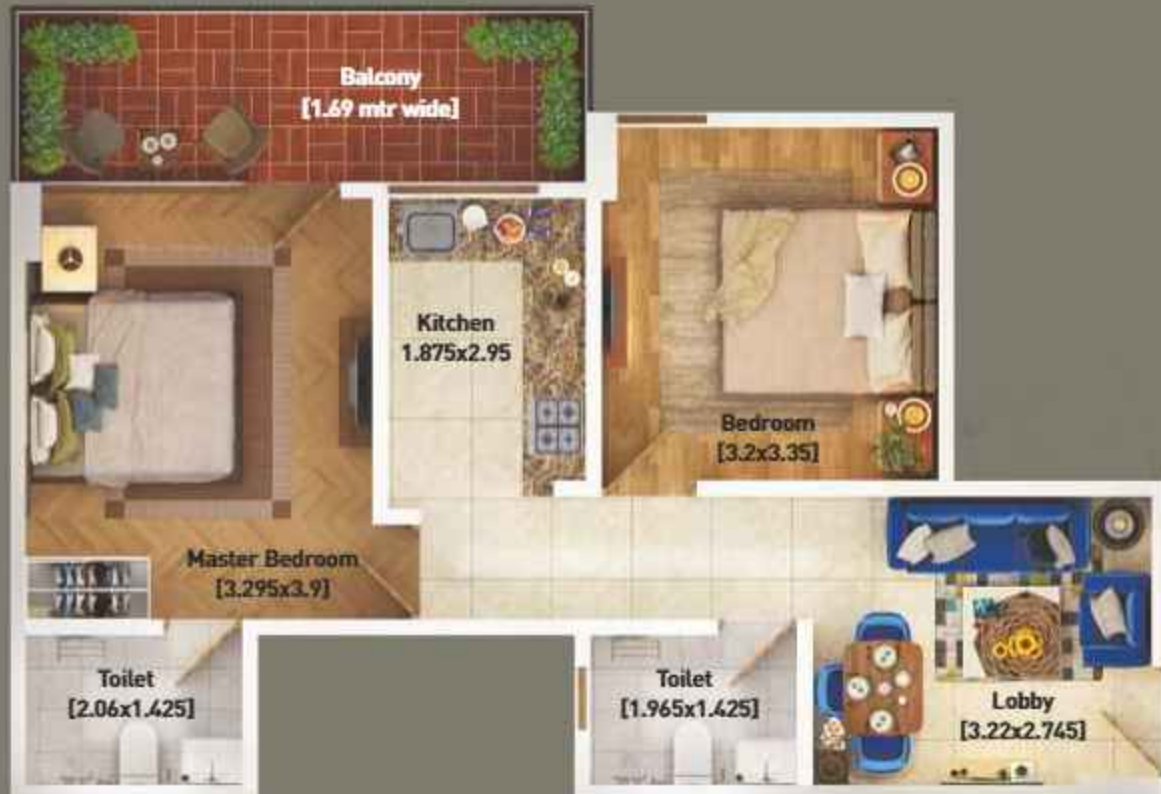 Balcony
[1.69 mtr wide]
Kitchen
1.875x2.95
Bedroom
[3.2x3.35]
Master Bedroom
[3.295x3.9]
Toilet
[2.06x1.425]
Toilet
[1.965x1.425]
Lobby
[3.22x2.745]